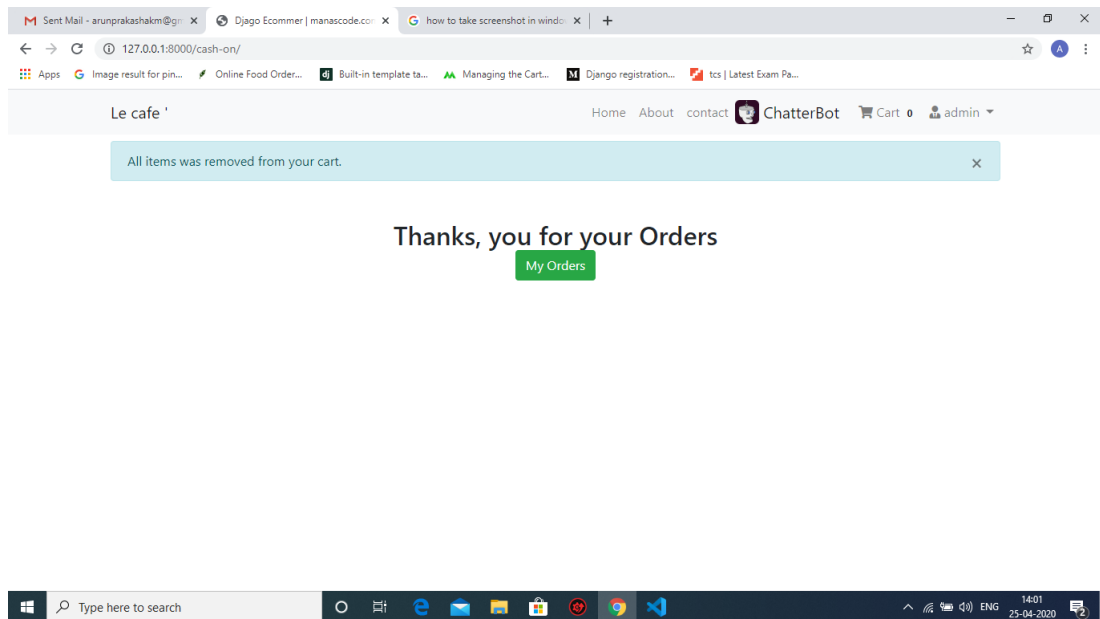 Sent Mail - arunprakashakm@gm
Djago Ecommer | manascode.cor
how to take screenshot in windo
127.0.0.1:8000/cash-on/
A
Apps
Image result for pin...
Online Food Order...
dj Built-in template ta...
Managing the Cart...
M Django registration...
tcs | Latest Exam Pa...
Le cafe '
Home About contact ChatterBot Cart 0 admin
All items was removed from your cart. ×
Thanks, you for your Orders
My Orders
Type here to search
ENG
14:01
25-04-2020
2